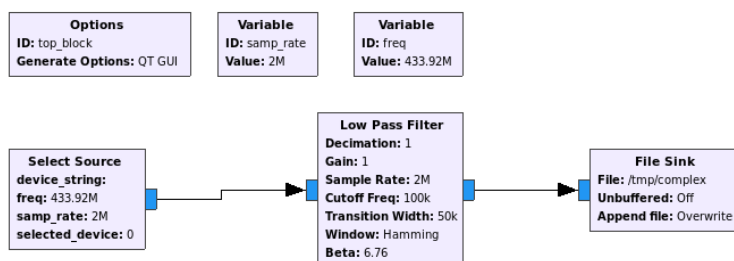 Options
ID: top_block
Generate Options: QT GUI
Variable
ID: samp_rate
Value: 2M
Variable
ID: freq
Value: 433.92M
Select Source
device_string:
freq: 433.92M
samp_rate: 2M
selected_device: 0
Low Pass Filter
Decimation: 1
Gain: 1
Sample Rate: 2M
Cutoff Freq: 100k
Transition Width: 50k
Window: Hamming
Beta: 6.76
File Sink
File: /tmp/complex
Unbuffered: Off
Append file: Overwrite